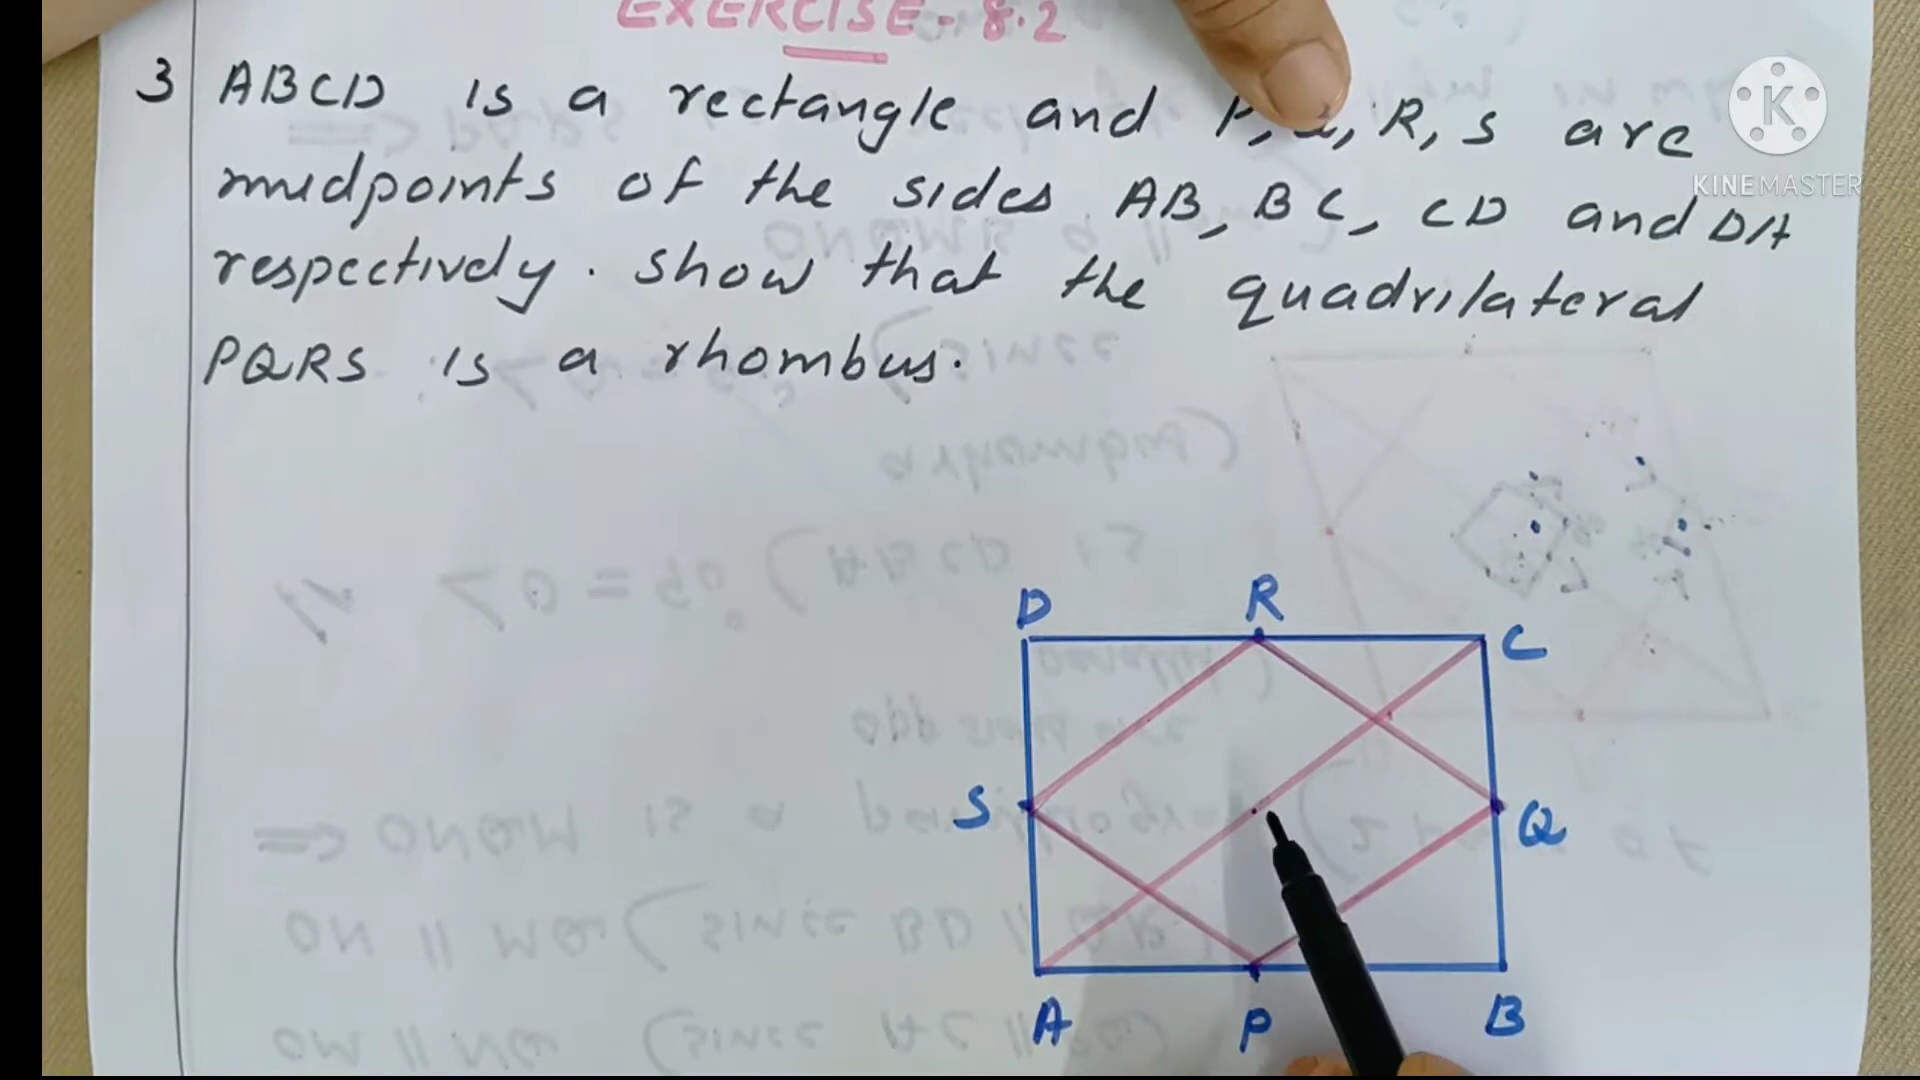 EXERCISE - 8.2
3 ABCD is a rectangle and P, R, S are
midpoints of the sides AB, BC, CD and DA
respectively. show that the quadrilateral
PQRS is a rhombus.
KINEMASTER
D R C
S Q
A P B